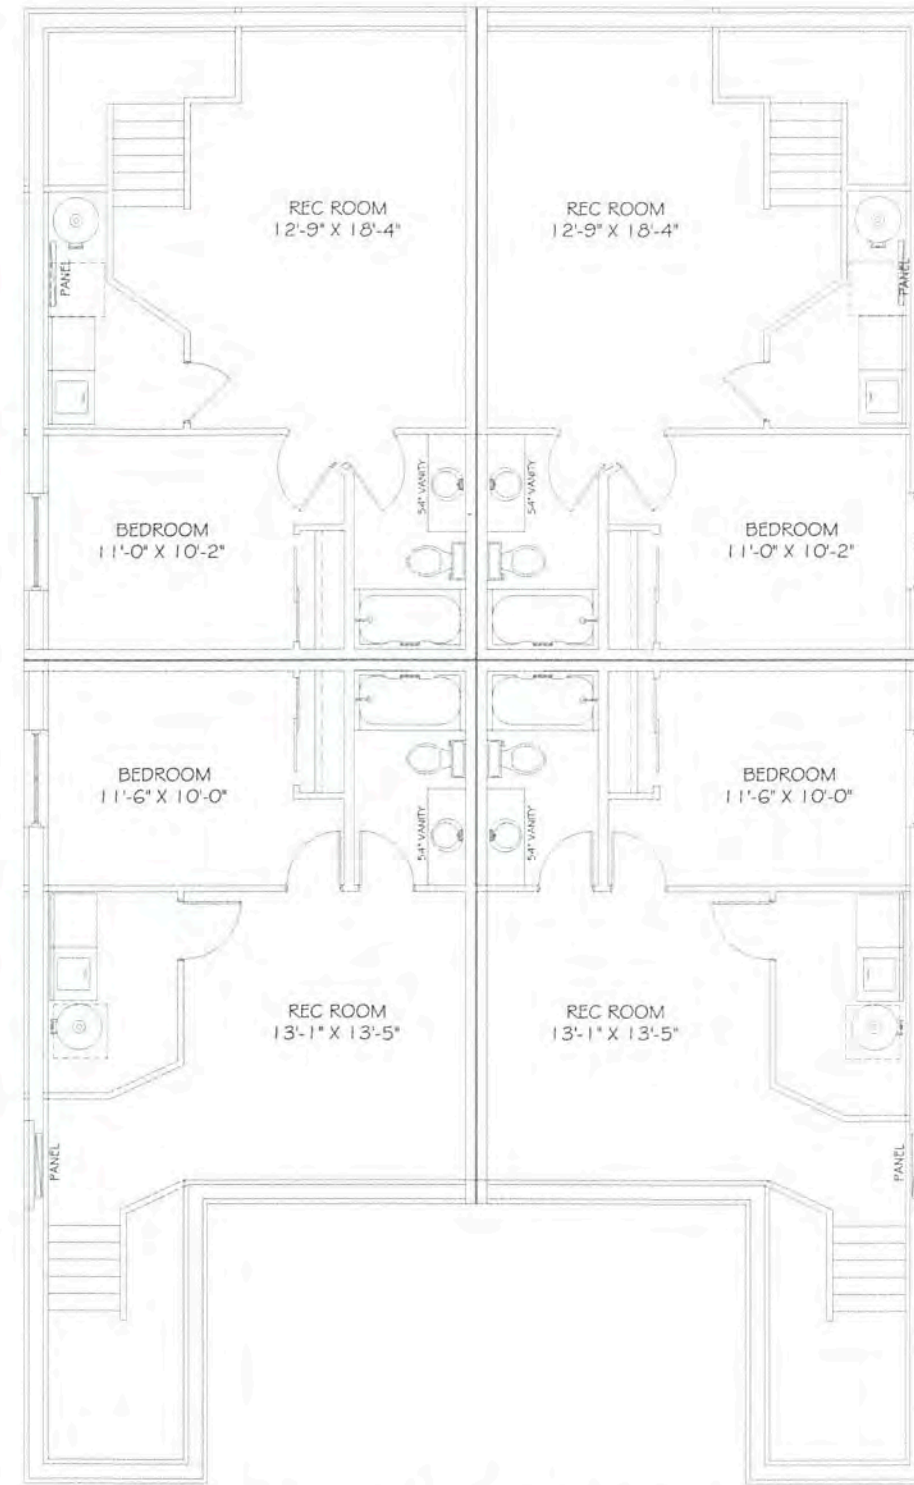 REC ROOM
12'-9" X 18'-4"
REC ROOM
12'-9" X 18'-4"
PANEL
PANEL
54" VANITY
54" VANITY
BEDROOM
11'-0" X 10'-2"
BEDROOM
11'-0" X 10'-2"
BEDROOM
11'-6" X 10'-0"
BEDROOM
11'-6" X 10'-0"
54" VANITY
54" VANITY
REC ROOM
13'-1" X 13'-5"
REC ROOM
13'-1" X 13'-5"
PANEL
PANEL